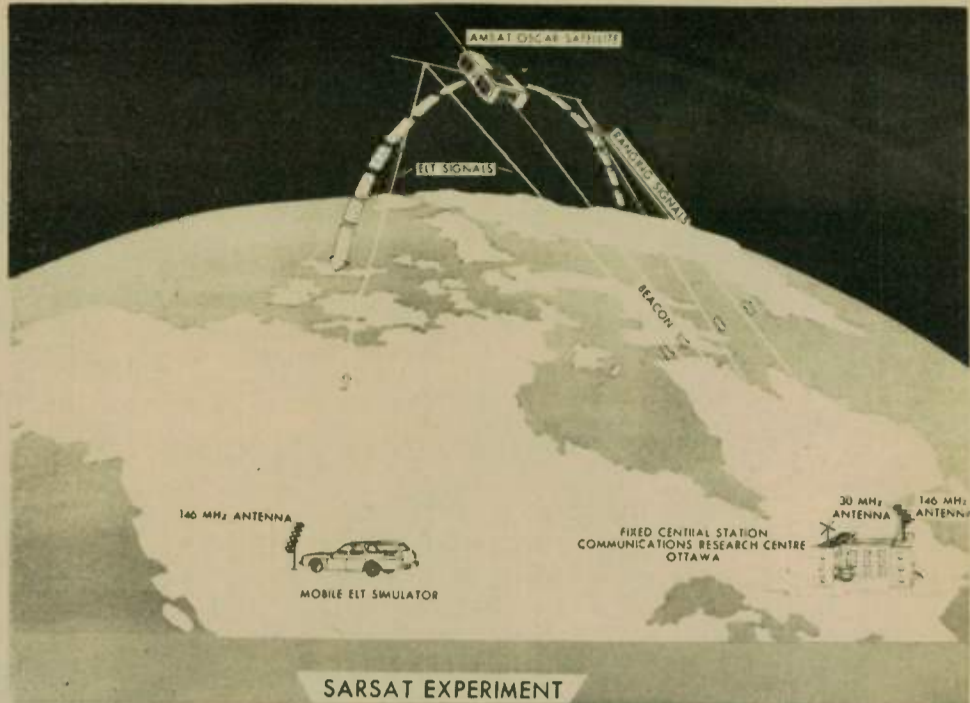 AMSAT OSCAR SATELLITE
ELT SIGNALS
RANGING SIGNALS
BEACON
146 MHz ANTENNA
MOBILE ELT SIMULATOR
FIXED CENTRAL STATION
COMMUNICATIONS RESEARCH CENTRE
OTTAWA
30 MHz
ANTENNA
146 MHz
ANTENNA
SARSAT EXPERIMENT